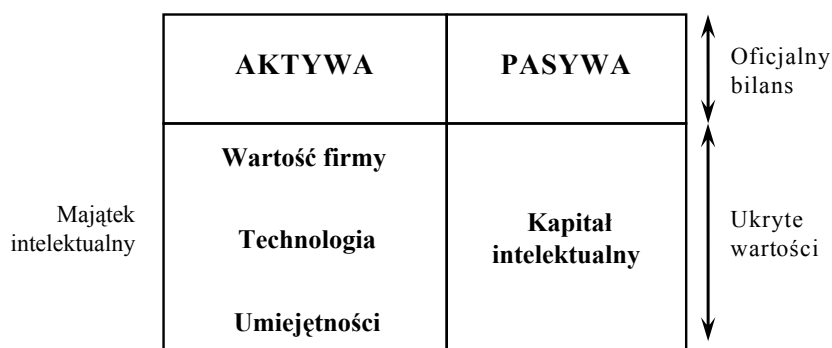 AKTYWA
PASYWA
Oficjalny
bilans
Wartość firmy
Majątek
intelektualny
Technologia
Kapitał
intelektualny
Ukryte
wartości
Umiejętności